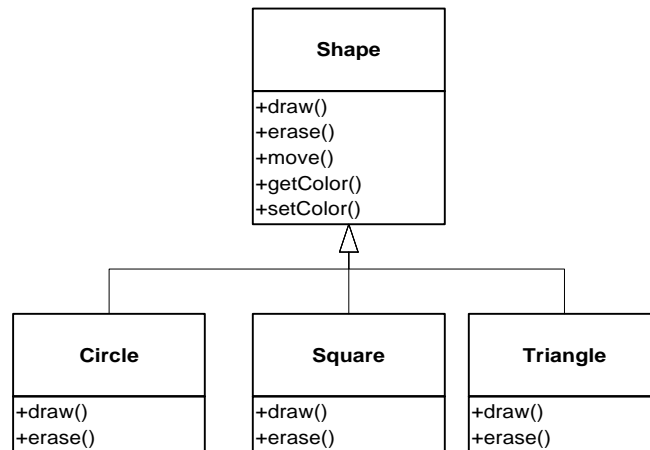 Shape
+draw()
+erase()
+move()
+getColor()
+setColor()
Circle
+draw()
+erase()
Square
+draw()
+erase()
Triangle
+draw()
+erase()